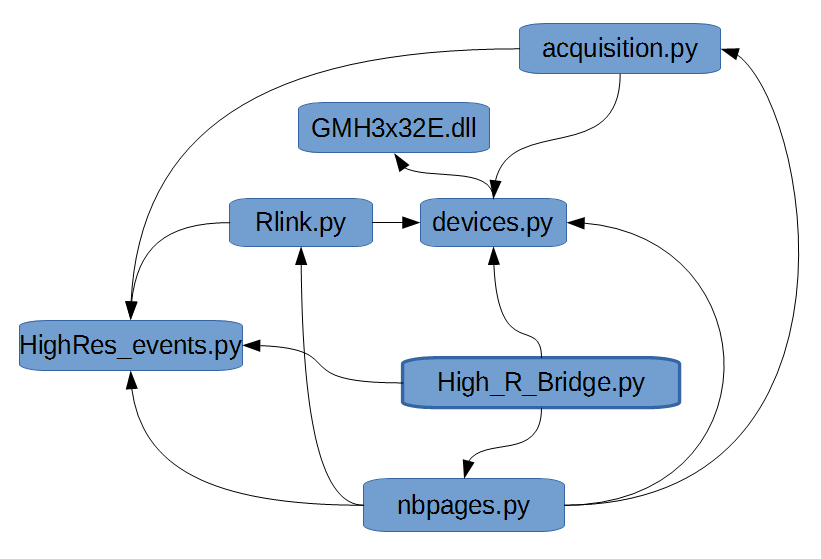 acquisition.py
GMH3x32E.dll
Rlink.py
devices.py
HighRes_events.py
High_R_Bridge.py
nbpages.py